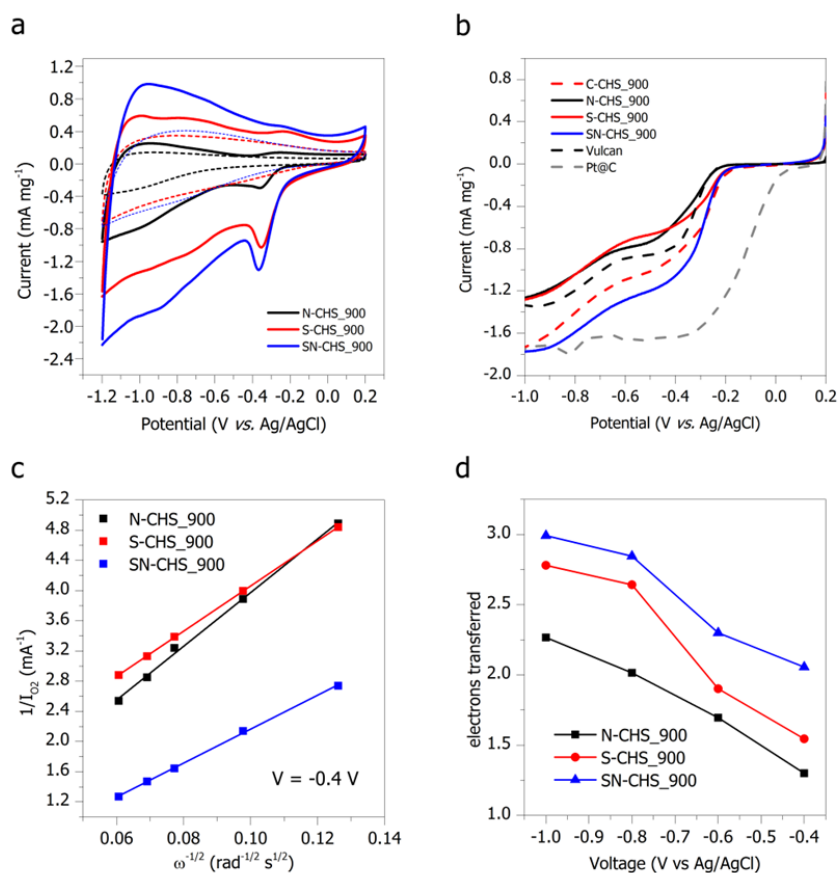 a
1.2
0.8
0.4
0.0
-0.4
-0.8
-1.2
-1.6
-2.0
-2.4
Current (mA mg⁻¹)
N-CHS_900
S-CHS_900
SN-CHS_900
-1.2 -1.0 -0.8 -0.6 -0.4 -0.2 0.0 0.2
Potential (V vs. Ag/AgCl)
b
0.8
0.4
0.0
-0.4
-0.8
-1.2
-1.6
-2.0
Current (mA mg⁻¹)
C-CHS_900
N-CHS_900
S-CHS_900
SN-CHS_900
Vulcan
Pt@C
-1.0 -0.8 -0.6 -0.4 -0.2 0.0 0.2
Potential (V vs. Ag/AgCl)
c
5.2
4.8
4.4
4.0
3.6
3.2
2.8
2.4
2.0
1.6
1.2
1/I_O2 (mA⁻¹)
N-CHS_900
S-CHS_900
SN-CHS_900
V = -0.4 V
0.06 0.08 0.10 0.12 0.14
ω⁻¹/² (rad⁻¹/² s¹/²)
d
3.0
2.5
2.0
1.5
1.0
electrons transferred
N-CHS_900
S-CHS_900
SN-CHS_900
-1.0 -0.9 -0.8 -0.7 -0.6 -0.5 -0.4
Voltage (V vs Ag/AgCl)